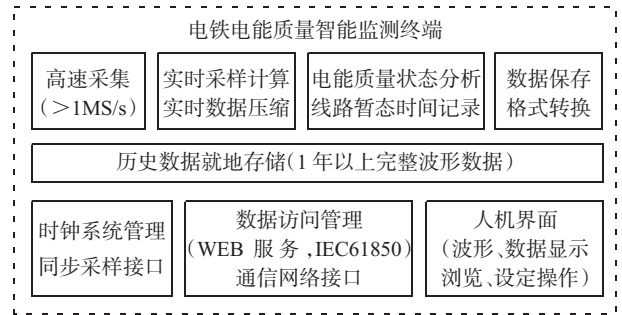 电铁电能质量智能监测终端
高速采集
(＞1MS/s)
实时采样计算
实时数据压缩
电能质量状态分析
线路暂态时间记录
数据保存
格式转换
历史数据就地存储(1年以上完整波形数据)
时钟系统管理
同步采样接口
数据访问管理
(WEB 服务,IEC61850)
通信网络接口
人机界面
(波形、数据显示
浏览、设定操作)